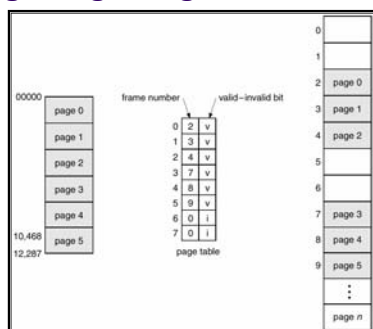 00000
page 0
page 1
page 2
page 3
page 4
10,468
page 5
12,287
frame number
valid–invalid bit
0 2 v
1 3 v
2 4 v
3 7 v
4 8 v
5 9 v
6 0 i
7 0 i
page table
0
1
2 page 0
3 page 1
4 page 2
5
6
7 page 3
8 page 4
9 page 5
⋮
page n